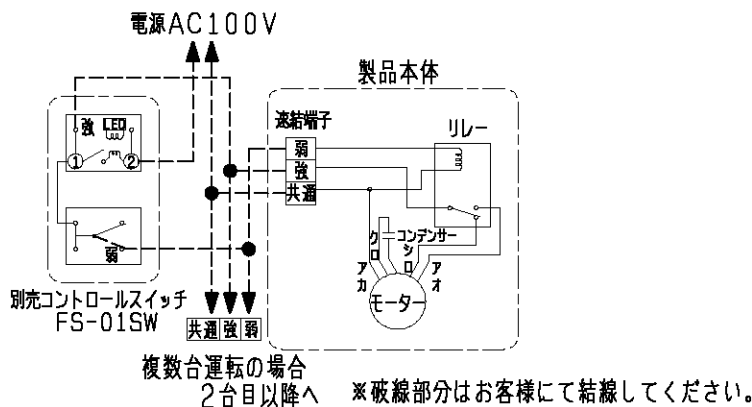 電源AC100V
製品本体
強 LED
① ②
弱
速結端子
弱
強
共通
リレー
クロ
コンデンサー
シロ
アカ
アオ
モーター
別売コントロールスイッチ
FS-01SW
共通 強 弱
複数台運転の場合
2台目以降へ
※破線部分はお客様にて結線してください。